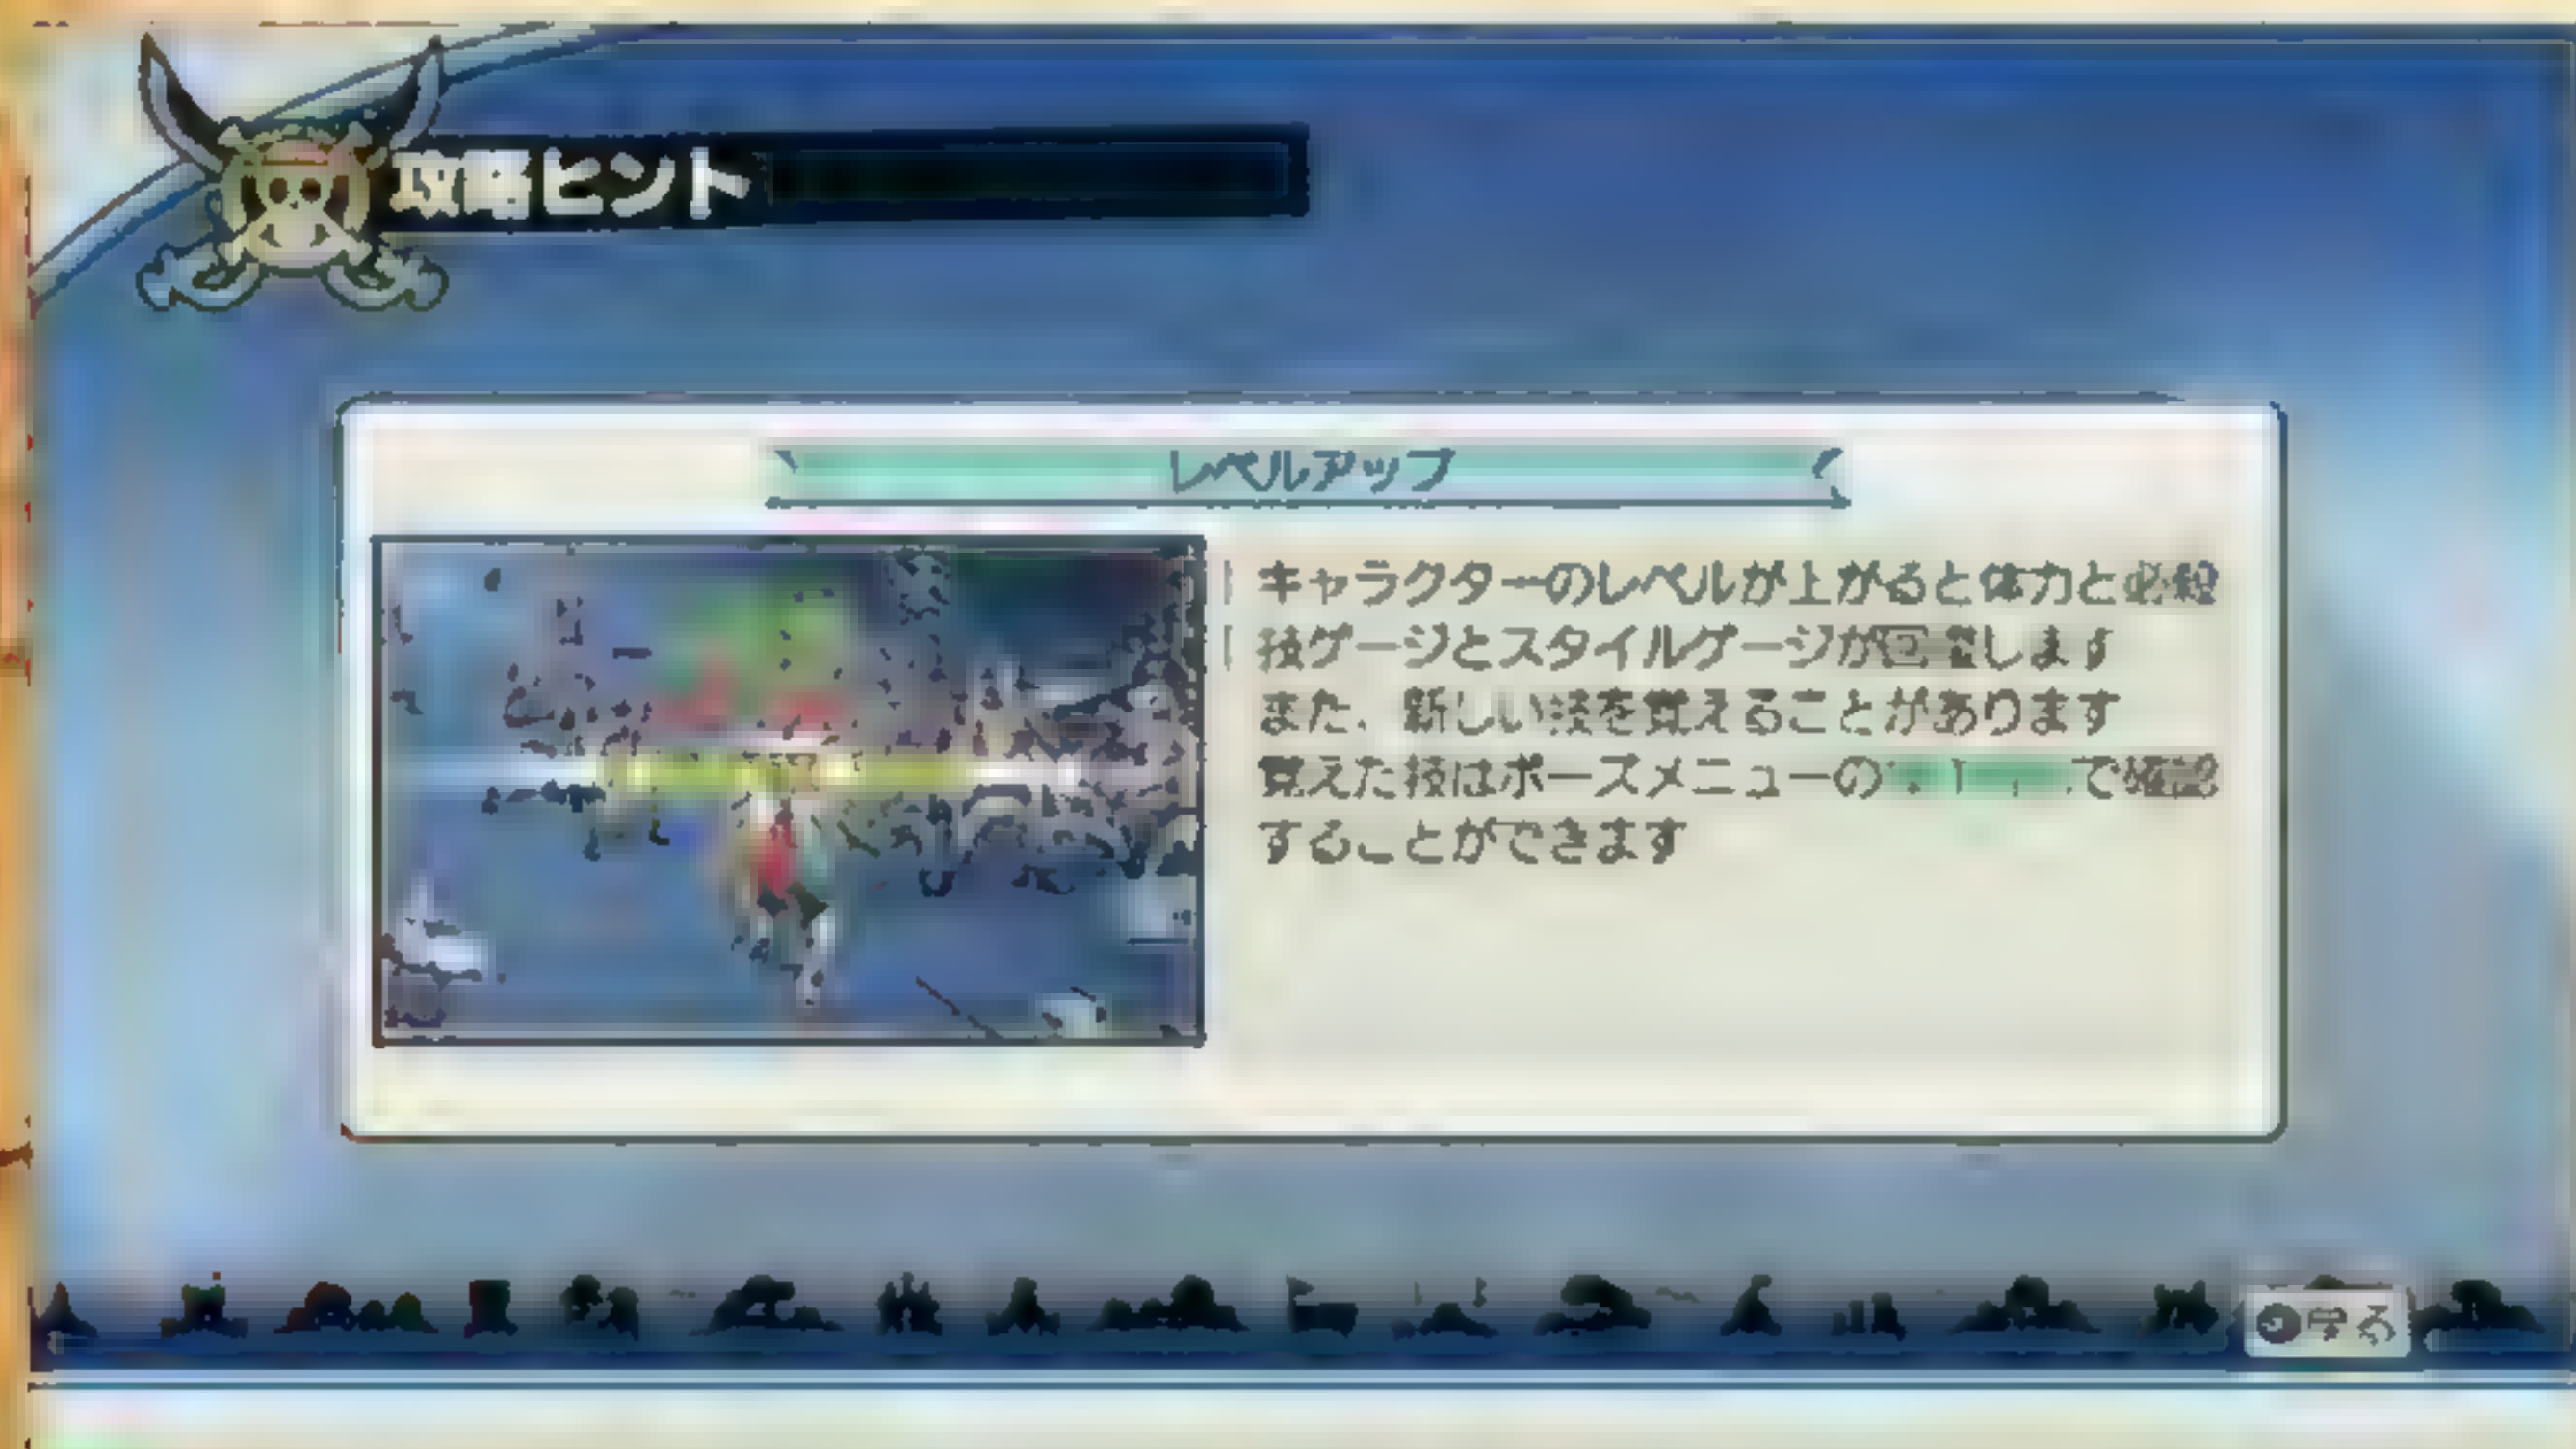 攻略ヒント
レベルアップ
キャラクターのレベルが上がると体力と必殺
技ゲージとスタイルゲージが回復します
また、新しい技を覚えることがあります
覚えた技はポーズメニューの で確認
することができます
戻る